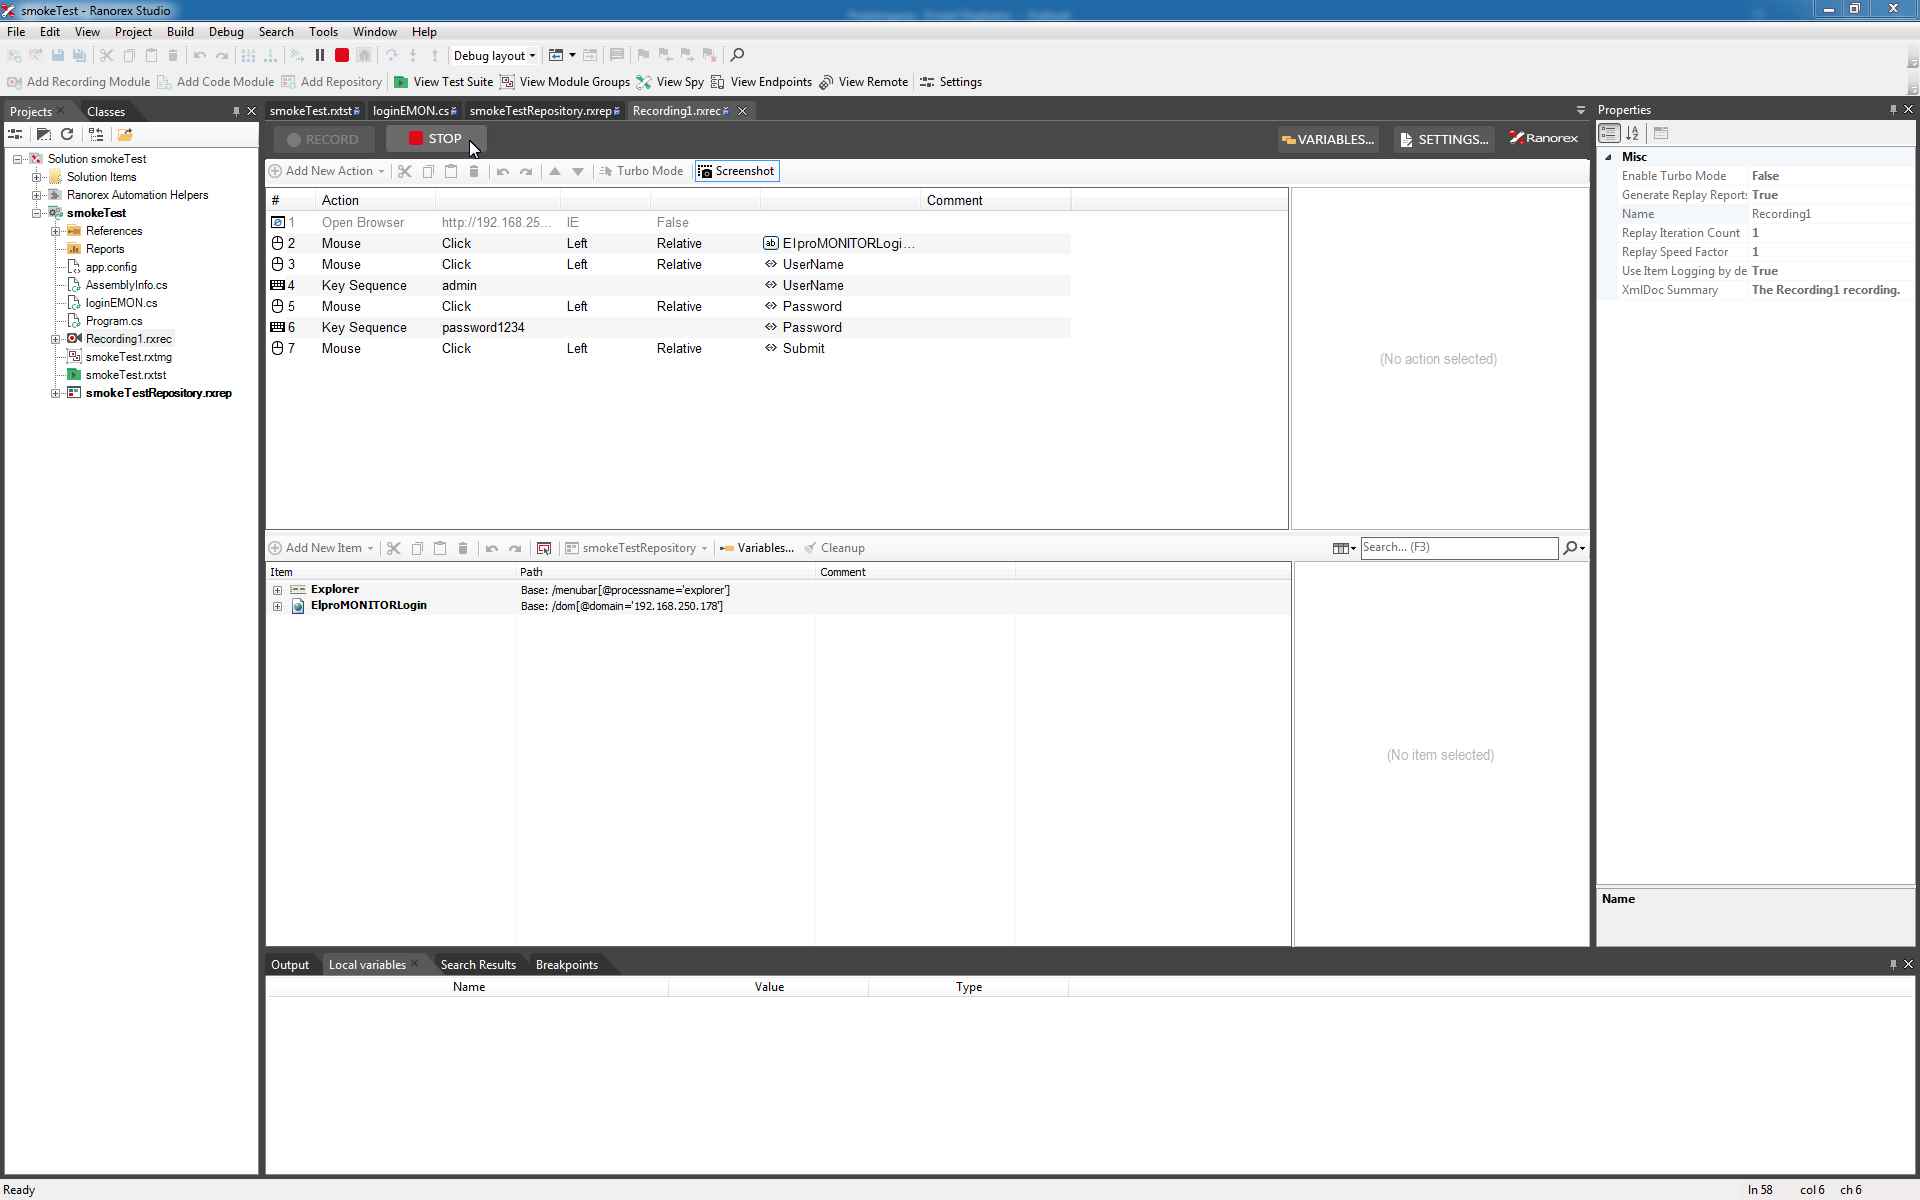 smokeTest - Ranorex Studio
File Edit View Project Build Debug Search Tools Window Help
Debug layout
Add Recording Module Add Code Module Add Repository View Test Suite View Module Groups View Spy View Endpoints View Remote Settings
Projects Classes
smokeTest.rxtst loginEMON.cs smokeTestRepository.rxrep Recording1.rxrec
Properties
RECORD STOP VARIABLES... SETTINGS... Ranorex
Solution smokeTest
Solution Items
Ranorex Automation Helpers
smokeTest
References
Reports
app.config
AssemblyInfo.cs
loginEMON.cs
Program.cs
Recording1.rxrec
smokeTest.rxtmg
smokeTest.rxtst
smokeTestRepository.rxrep
Add New Action Turbo Mode Screenshot
# Action Comment
1 Open Browser http://192.168.25... IE False
2 Mouse Click Left Relative ab ElproMONITORLogi...
3 Mouse Click Left Relative UserName
4 Key Sequence admin UserName
5 Mouse Click Left Relative Password
6 Key Sequence password1234 Password
7 Mouse Click Left Relative Submit
(No action selected)
Add New Item smokeTestRepository Variables... Cleanup Search... (F3)
Item Path Comment
Explorer Base: /menubar[@processname='explorer']
ElproMONITORLogin Base: /dom[@domain='192.168.250.178']
(No item selected)
Misc
Enable Turbo Mode False
Generate Replay Reports True
Name Recording1
Replay Iteration Count 1
Replay Speed Factor 1
Use Item Logging by de True
XmlDoc Summary The Recording1 recording.
Name
Output Local variables Search Results Breakpoints
Name Value Type
Ready ln 58 col 6 ch 6